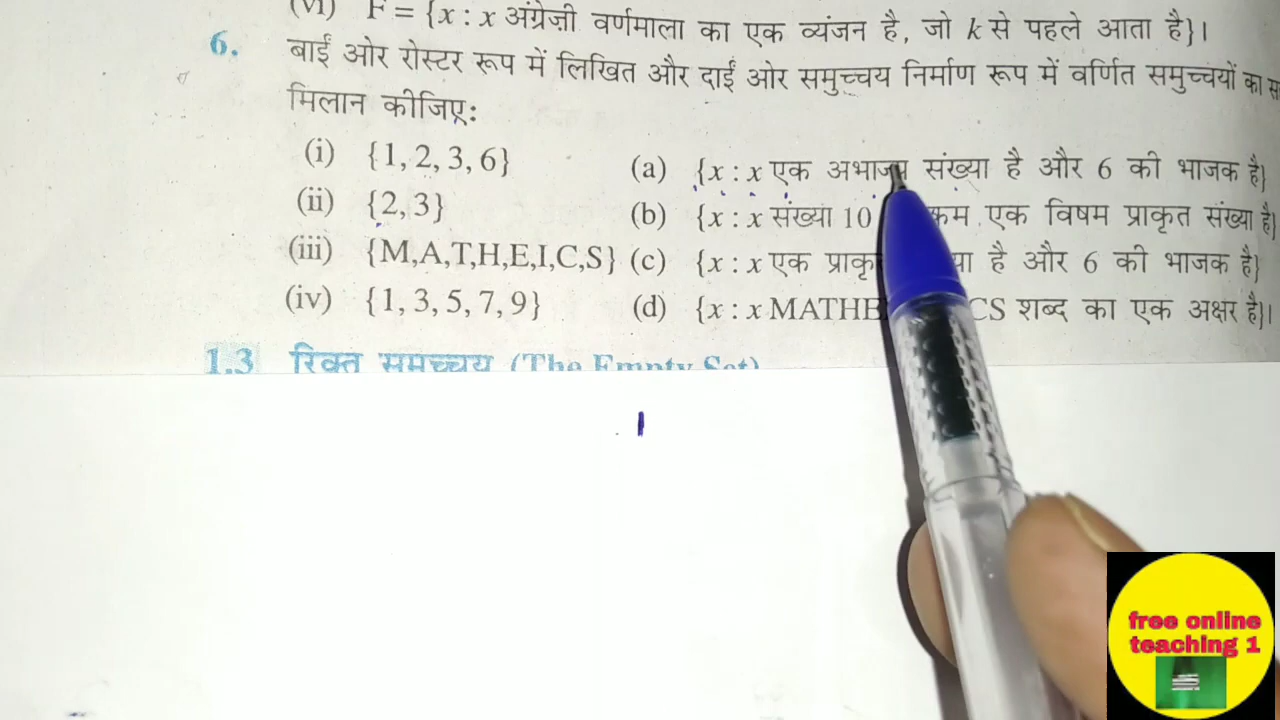 (vi) F = {x : x अंग्रेज़ी वर्णमाला का एक व्यंजन है, जो k से पहले आता है}।
6. बाईं ओर रोस्टर रूप में लिखित और दाईं ओर समुच्चय निर्माण रूप में वर्णित समुच्चयों का
मिलान कीजिए:
(i) {1, 2, 3, 6} (a) {x : x एक अभाज्य संख्या है और 6 की भाजक है}
(ii) {2, 3} (b) {x : x संख्या 10 कम एक विषम प्राकृत संख्या है}
(iii) {M,A,T,H,E,I,C,S} (c) {x : x एक है और 6 की भाजक है}
(iv) {1, 3, 5, 7, 9} (d) {x : x MATHEMATICS शब्द का एक अक्षर है}।
1.3 रिक्त समुच्चय (The Empty Set)
free online
teaching 1